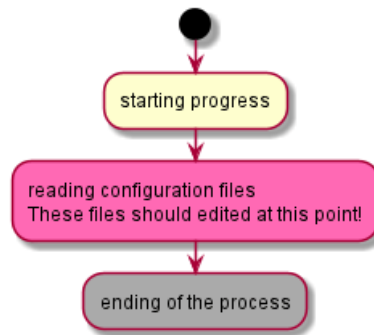 starting progress
reading configuration files
These files should edited at this point!
ending of the process